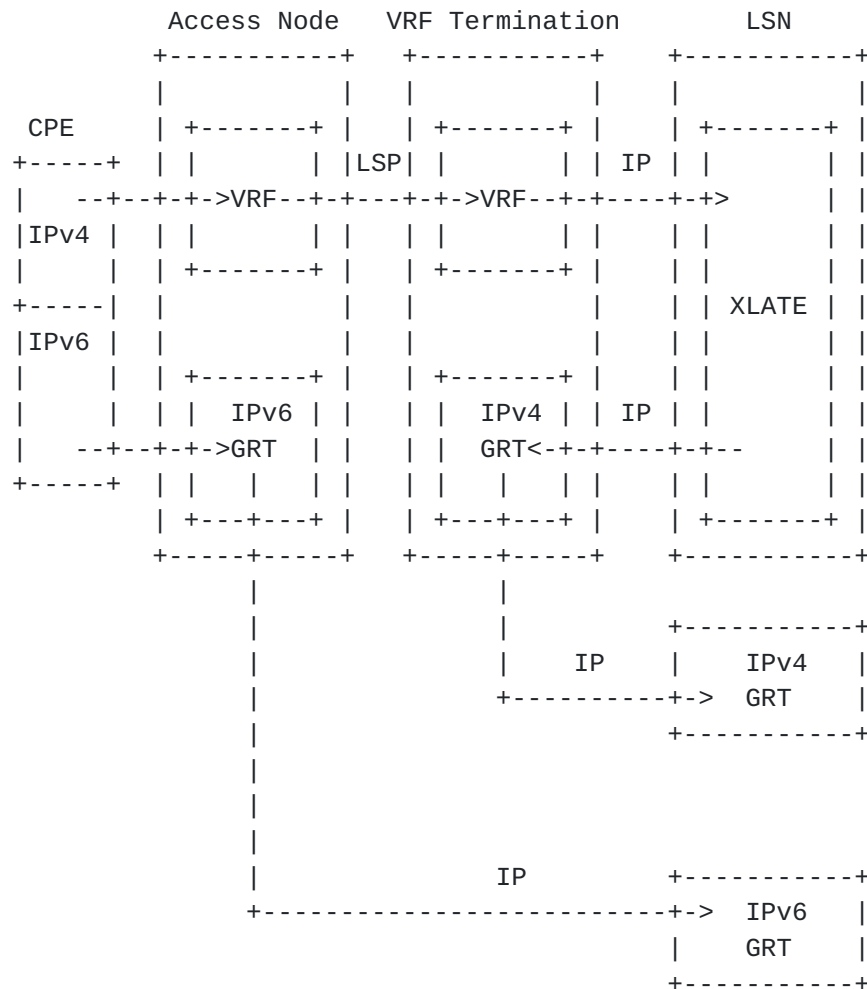 Access Node VRF Termination LSN
CPE
LSP IP
VRF VRF
IPv4
XLATE
IPv6
IPv6 IPv4 IP
GRT GRT
IP IPv4
GRT
IP
IPv6
GRT